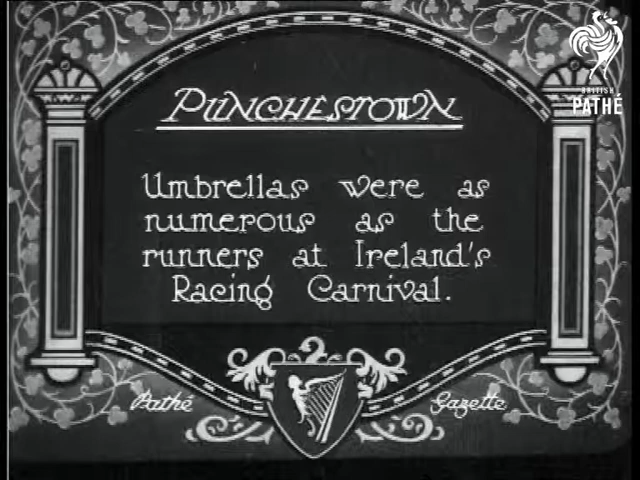 BRITISH
PATHÉ
PUNCHESTOWN
Umbrellas were as
numerous as the
runners at Ireland's
Racing Carnival.
Pathé Gazette